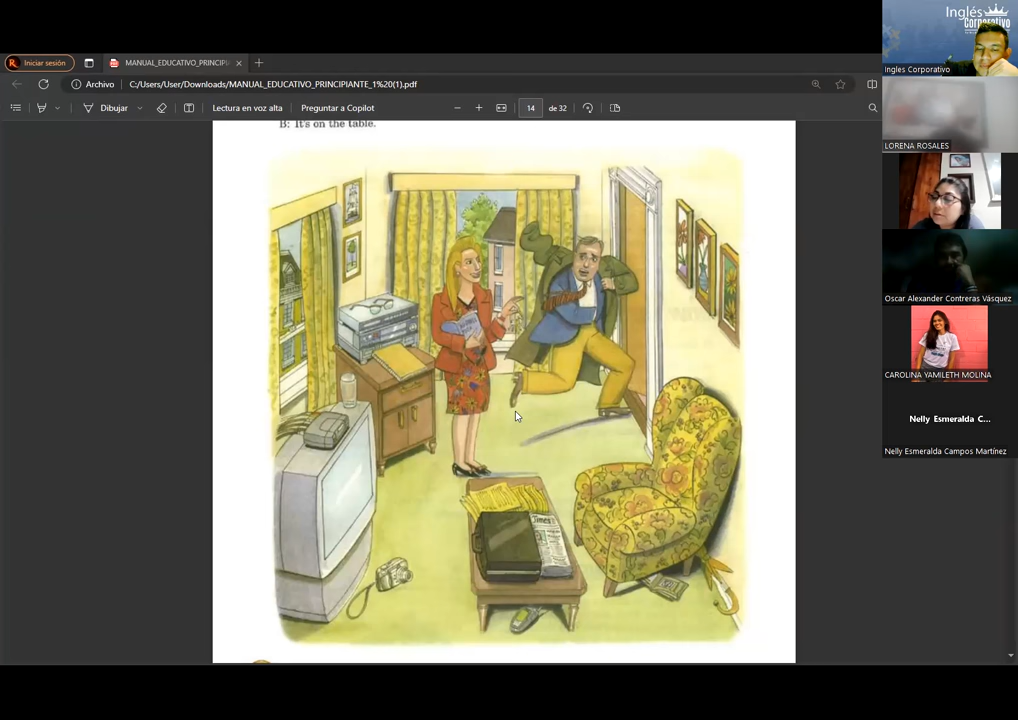 Iniciar sesión
MANUAL_EDUCATIVO_PRINCIPI
Archivo
C:/Users/User/Downloads/MANUAL_EDUCATIVO_PRINCIPIANTE_1%20(1).pdf
Dibujar
Lectura en voz alta
Preguntar a Copilot
14
de 32
B: It's on the table.
Times
Inglés
Corporativo
Ingles Corporativo
LORENA ROSALES
Oscar Alexander Contreras Vásquez
CAROLINA YAMILETH MOLINA
Nelly Esmeralda C...
Nelly Esmeralda Campos Martínez